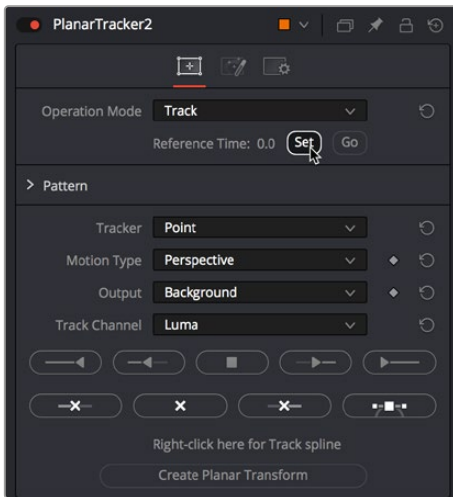 PlanarTracker2
Operation Mode Track
Reference Time: 0.0 Set Go
Pattern
Tracker Point
Motion Type Perspective
Output Background
Track Channel Luma
Right-click here for Track spline
Create Planar Transform